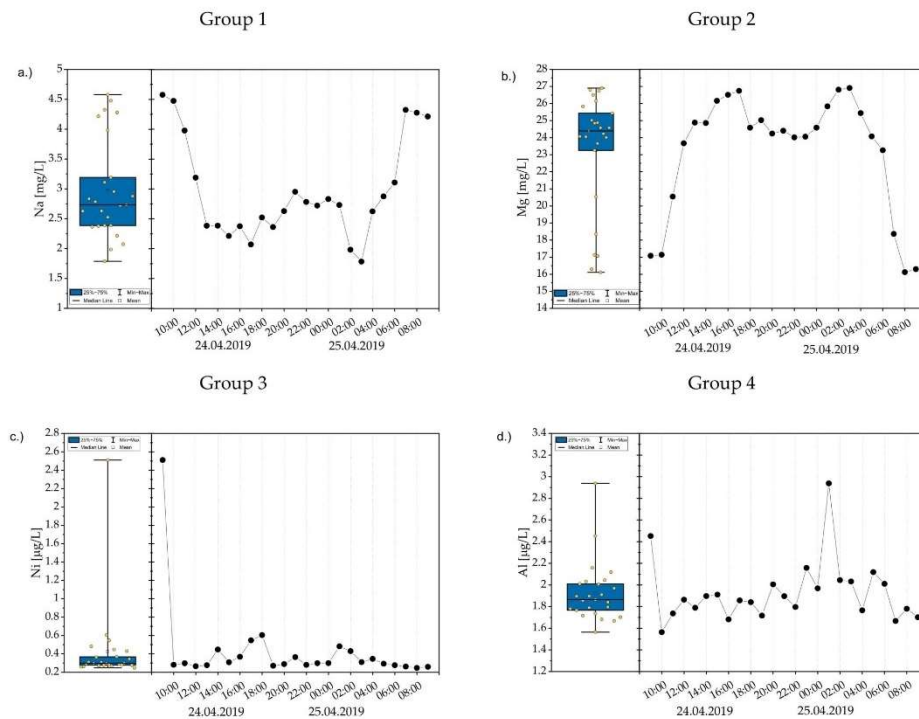 Group 1
Group 2
a.)
Na [mg/L]
5
4.5
4
3.5
3
2.5
2
1.5
1
25%~75% Min~Max
Median Line Mean
10:00 12:00 14:00 16:00 18:00 20:00 22:00 00:00 02:00 04:00 06:00 08:00
24.04.2019 25.04.2019
b.)
Mg [mg/L]
28
27
26
25
24
23
22
21
20
19
18
17
16
15
14
25%~75% Min~Max
Median Line Mean
10:00 12:00 14:00 16:00 18:00 20:00 22:00 00:00 02:00 04:00 06:00 08:00
24.04.2019 25.04.2019
Group 3
Group 4
c.)
Ni [µg/L]
25%~75% Min~Max
Median Line Mean
2.8
2.6
2.4
2.2
2
1.8
1.6
1.4
1.2
1
0.8
0.6
0.4
0.2
10:00 12:00 14:00 16:00 18:00 20:00 22:00 00:00 02:00 04:00 06:00 08:00
24.04.2019 25.04.2019
d.)
Al [µg/L]
25%~75% Min~Max
Median Line Mean
3.4
3.2
3
2.8
2.6
2.4
2.2
2
1.8
1.6
1.4
1.2
10:00 12:00 14:00 16:00 18:00 20:00 22:00 00:00 02:00 04:00 06:00 08:00
24.04.2019 25.04.2019